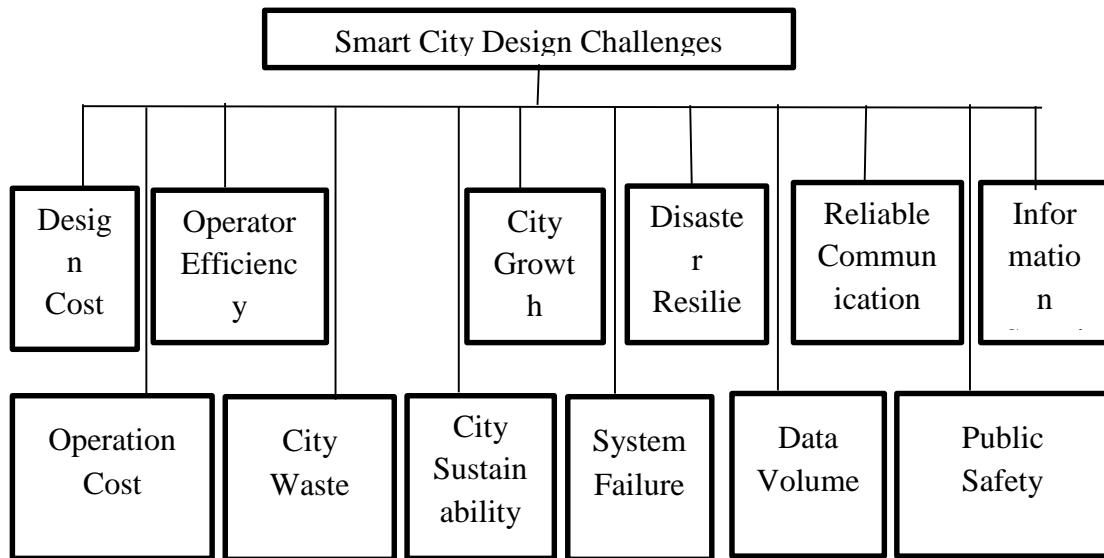 Smart City Design Challenges
Desig
n
Cost
Operator
Efficienc
y
City
Growt
h
Disaste
r
Resilie
Reliable
Commun
ication
Infor
matio
n
Operation
Cost
City
Waste
City
Sustain
ability
System
Failure
Data
Volume
Public
Safety